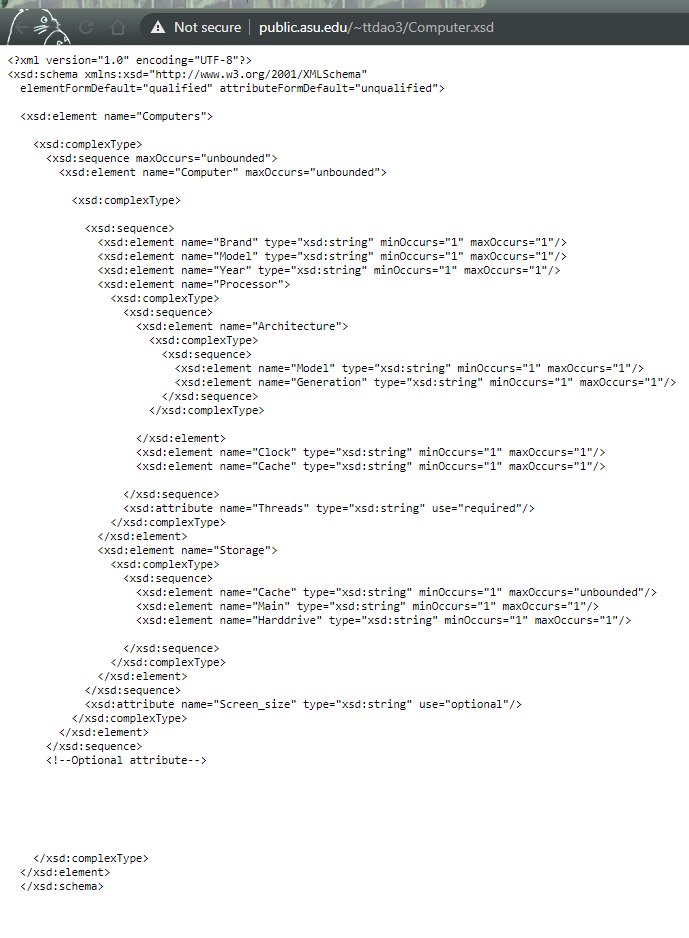 Not secure | public.asu.edu/~ttdao3/Computer.xsd
<?xml version="1.0" encoding="UTF-8"?>
<xsd:schema xmlns:xsd="http://www.w3.org/2001/XMLSchema"
elementFormDefault="qualified" attributeFormDefault="unqualified">
<xsd:element name="Computers">
<xsd:complexType>
<xsd:sequence maxOccurs="unbounded">
<xsd:element name="Computer" maxOccurs="unbounded">
<xsd:complexType>
<xsd:sequence>
<xsd:element name="Brand" type="xsd:string" minOccurs="1" maxOccurs="1"/>
<xsd:element name="Model" type="xsd:string" minOccurs="1" maxOccurs="1"/>
<xsd:element name="Year" type="xsd:string" minOccurs="1" maxOccurs="1"/>
<xsd:element name="Processor">
<xsd:complexType>
<xsd:sequence>
<xsd:element name="Architecture">
<xsd:complexType>
<xsd:sequence>
<xsd:element name="Model" type="xsd:string" minOccurs="1" maxOccurs="1"/>
<xsd:element name="Generation" type="xsd:string" minOccurs="1" maxOccurs="1"/>
</xsd:sequence>
</xsd:complexType>
</xsd:element>
<xsd:element name="Clock" type="xsd:string" minOccurs="1" maxOccurs="1"/>
<xsd:element name="Cache" type="xsd:string" minOccurs="1" maxOccurs="1"/>
</xsd:sequence>
<xsd:attribute name="Threads" type="xsd:string" use="required"/>
</xsd:complexType>
</xsd:element>
<xsd:element name="Storage">
<xsd:complexType>
<xsd:sequence>
<xsd:element name="Cache" type="xsd:string" minOccurs="1" maxOccurs="unbounded"/>
<xsd:element name="Main" type="xsd:string" minOccurs="1" maxOccurs="1"/>
<xsd:element name="Harddrive" type="xsd:string" minOccurs="1" maxOccurs="1"/>
</xsd:sequence>
</xsd:complexType>
</xsd:element>
</xsd:sequence>
<xsd:attribute name="Screen_size" type="xsd:string" use="optional"/>
</xsd:complexType>
</xsd:element>
</xsd:sequence>
<!--Optional attribute-->
</xsd:complexType>
</xsd:element>
</xsd:schema>